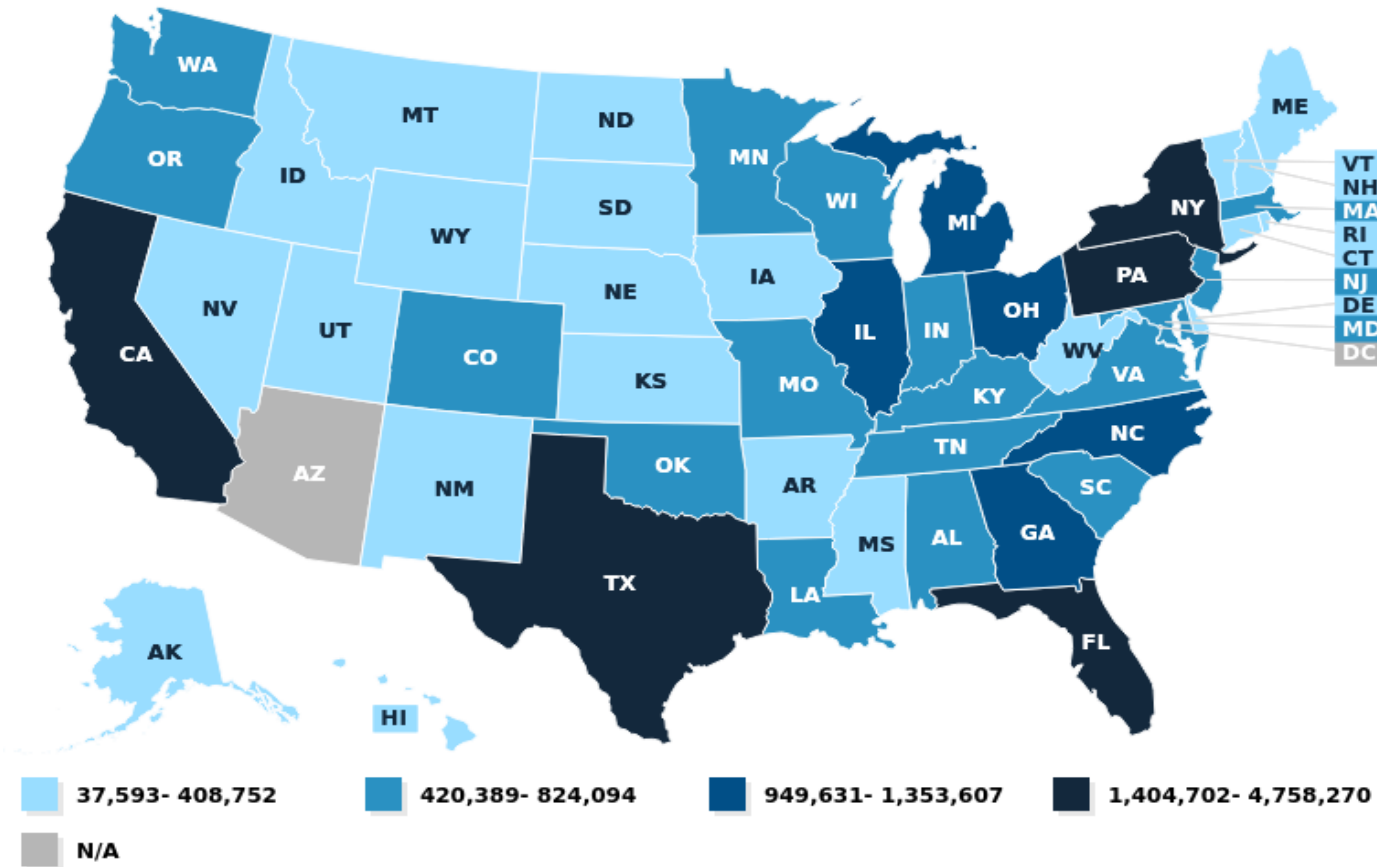 WA
MT
ND
MN
OR
ID
SD
WI
WY
MI
NY
ME
VT
NH
MA
RI
CT
NJ
DE
MD
DC
NV
UT
NE
IA
PA
CA
CO
KS
MO
IL
IN
OH
WV
VA
KY
AZ
NM
OK
AR
TN
NC
SC
TX
LA
MS
AL
GA
FL
AK
HI
37,593- 408,752
420,389- 824,094
949,631- 1,353,607
1,404,702- 4,758,270
N/A